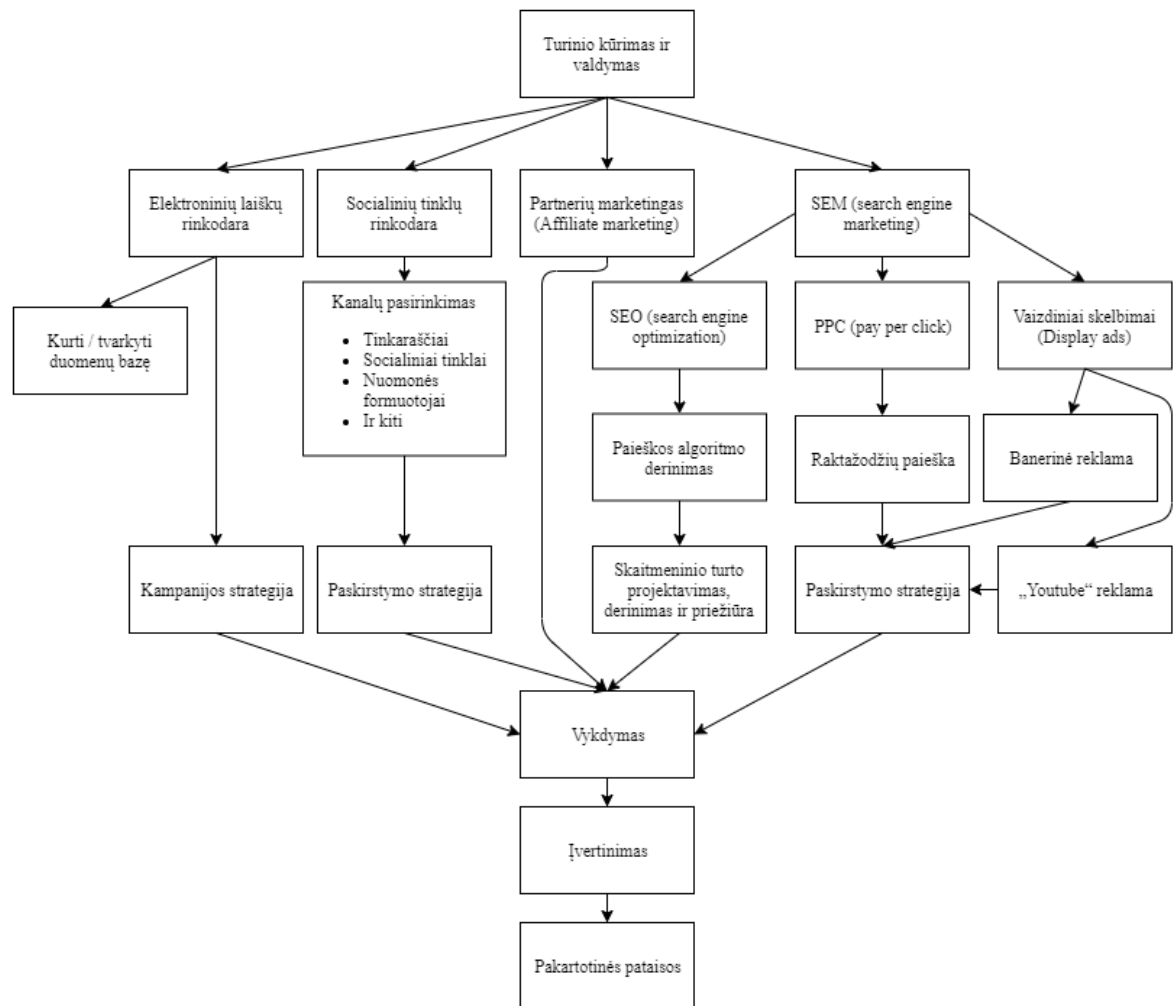 Turinio kūrimas ir
valdymas
Elektroninių laiškų
rinkodara
Socialinių tinklų
rinkodara
Partnerių marketingas
(Affiliate marketing)
SEM (search engine
marketing)
Kurti / tvarkyti
duomenų bazę
Kanalų pasirinkimas
• Tinkaraščiai
• Socialiniai tinklai
• Nuomonės
formuotojai
• Ir kiti
SEO (search engine
optimization)
PPC (pay per click)
Vaizdiniai skelbimai
(Display ads)
Paieškos algoritmo
derinimas
Raktažodžių paieška
Banerinė reklama
Kampanijos strategija
Paskirstymo strategija
Skaitmeninio turto
projektavimas,
derinimas ir priežiūra
Paskirstymo strategija
„Youtube“ reklama
Vykdymas
Įvertinimas
Pakartotinės pataisos